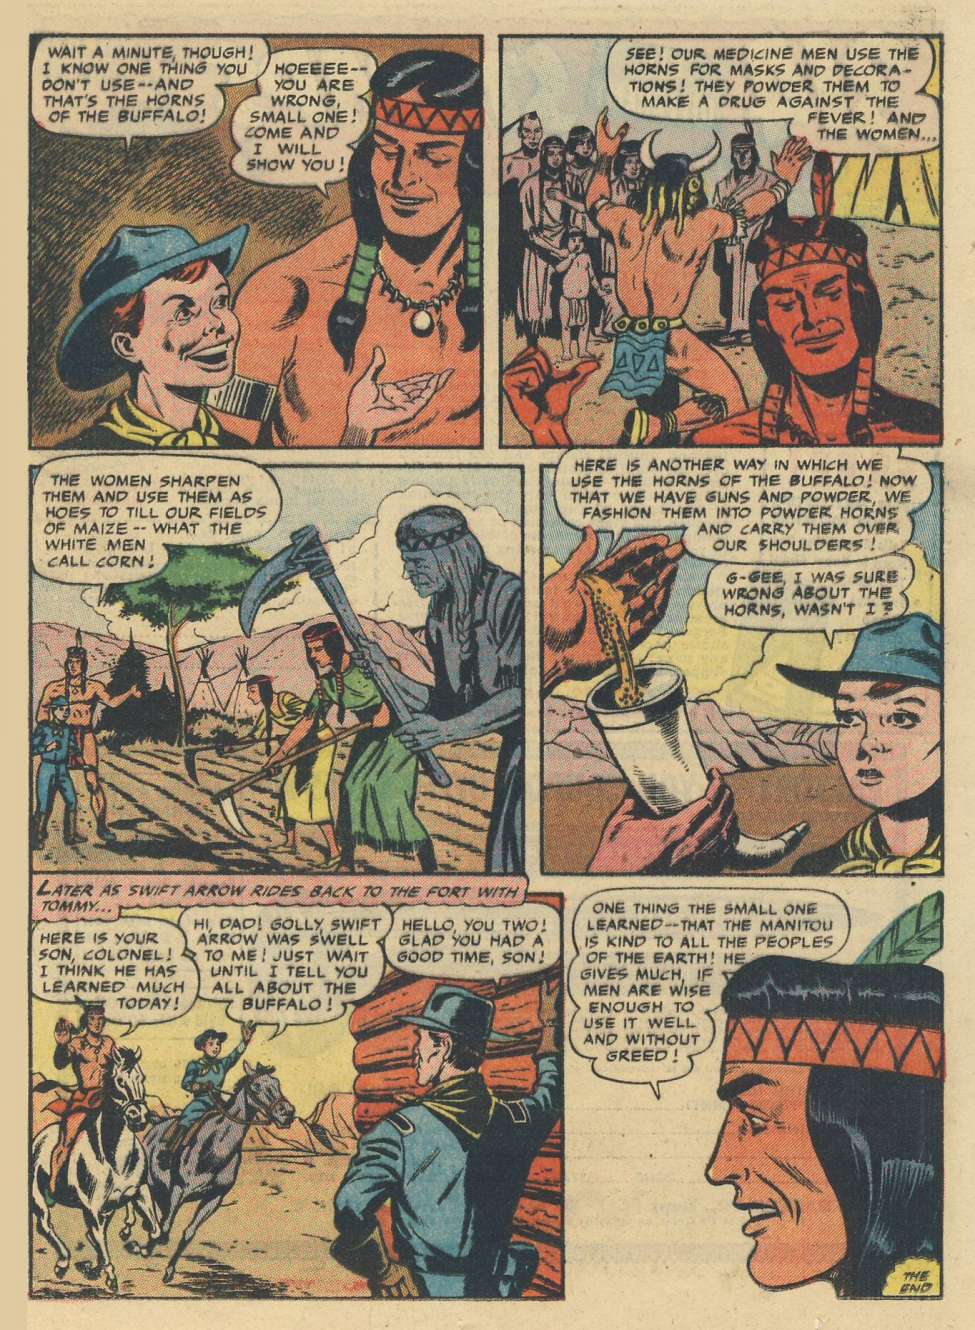 WAIT A MINUTE, THOUGH!
I KNOW ONE THING YOU
DON'T USE--AND
THAT'S THE HORNS
OF THE BUFFALO!
HOEEEE--
YOU ARE
WRONG,
SMALL ONE!
COME AND
I WILL
SHOW YOU!
SEE! OUR MEDICINE MEN USE THE
HORNS FOR MASKS AND DECORA-
TIONS! THEY POWDER THEM TO
MAKE A DRUG AGAINST THE
FEVER! AND
THE WOMEN...
THE WOMEN SHARPEN
THEM AND USE THEM AS
HOES TO TILL OUR FIELDS
OF MAIZE -- WHAT THE
WHITE MEN
CALL CORN!
HERE IS ANOTHER WAY IN WHICH WE
USE THE HORNS OF THE BUFFALO! NOW
THAT WE HAVE GUNS AND POWDER, WE
FASHION THEM INTO POWDER HORNS
AND CARRY THEM OVER
OUR SHOULDERS!
G-GEE, I WAS SURE
WRONG ABOUT THE
HORNS, WASN'T I?
LATER AS SWIFT ARROW RIDES BACK TO THE FORT WITH
TOMMY...
HERE IS YOUR
SON, COLONEL!
I THINK HE HAS
LEARNED MUCH
TODAY!
HI, DAD! GOLLY, SWIFT
ARROW WAS SWELL
TO ME! JUST WAIT
UNTIL I TELL YOU
ALL ABOUT THE
BUFFALO!
HELLO, YOU TWO!
GLAD YOU HAD A
GOOD TIME, SON!
ONE THING THE SMALL ONE
LEARNED--THAT THE MANITOU
IS KIND TO ALL THE PEOPLES
OF THE EARTH! HE
GIVES MUCH, IF
MEN ARE WISE
ENOUGH TO
USE IT WELL
AND WITHOUT
GREED!
THE
END